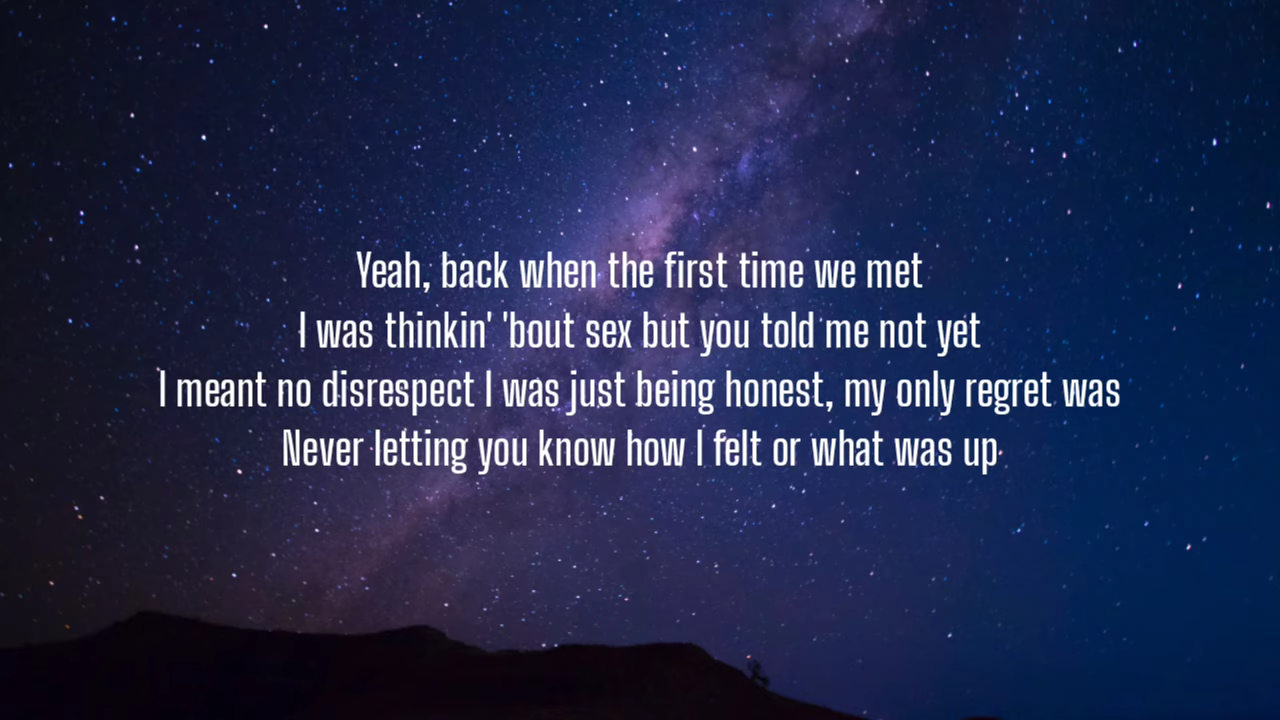 Yeah, back when the first time we met
I was thinkin' 'bout sex but you told me not yet
I meant no disrespect I was just being honest, my only regret was
Never letting you know how I felt or what was up